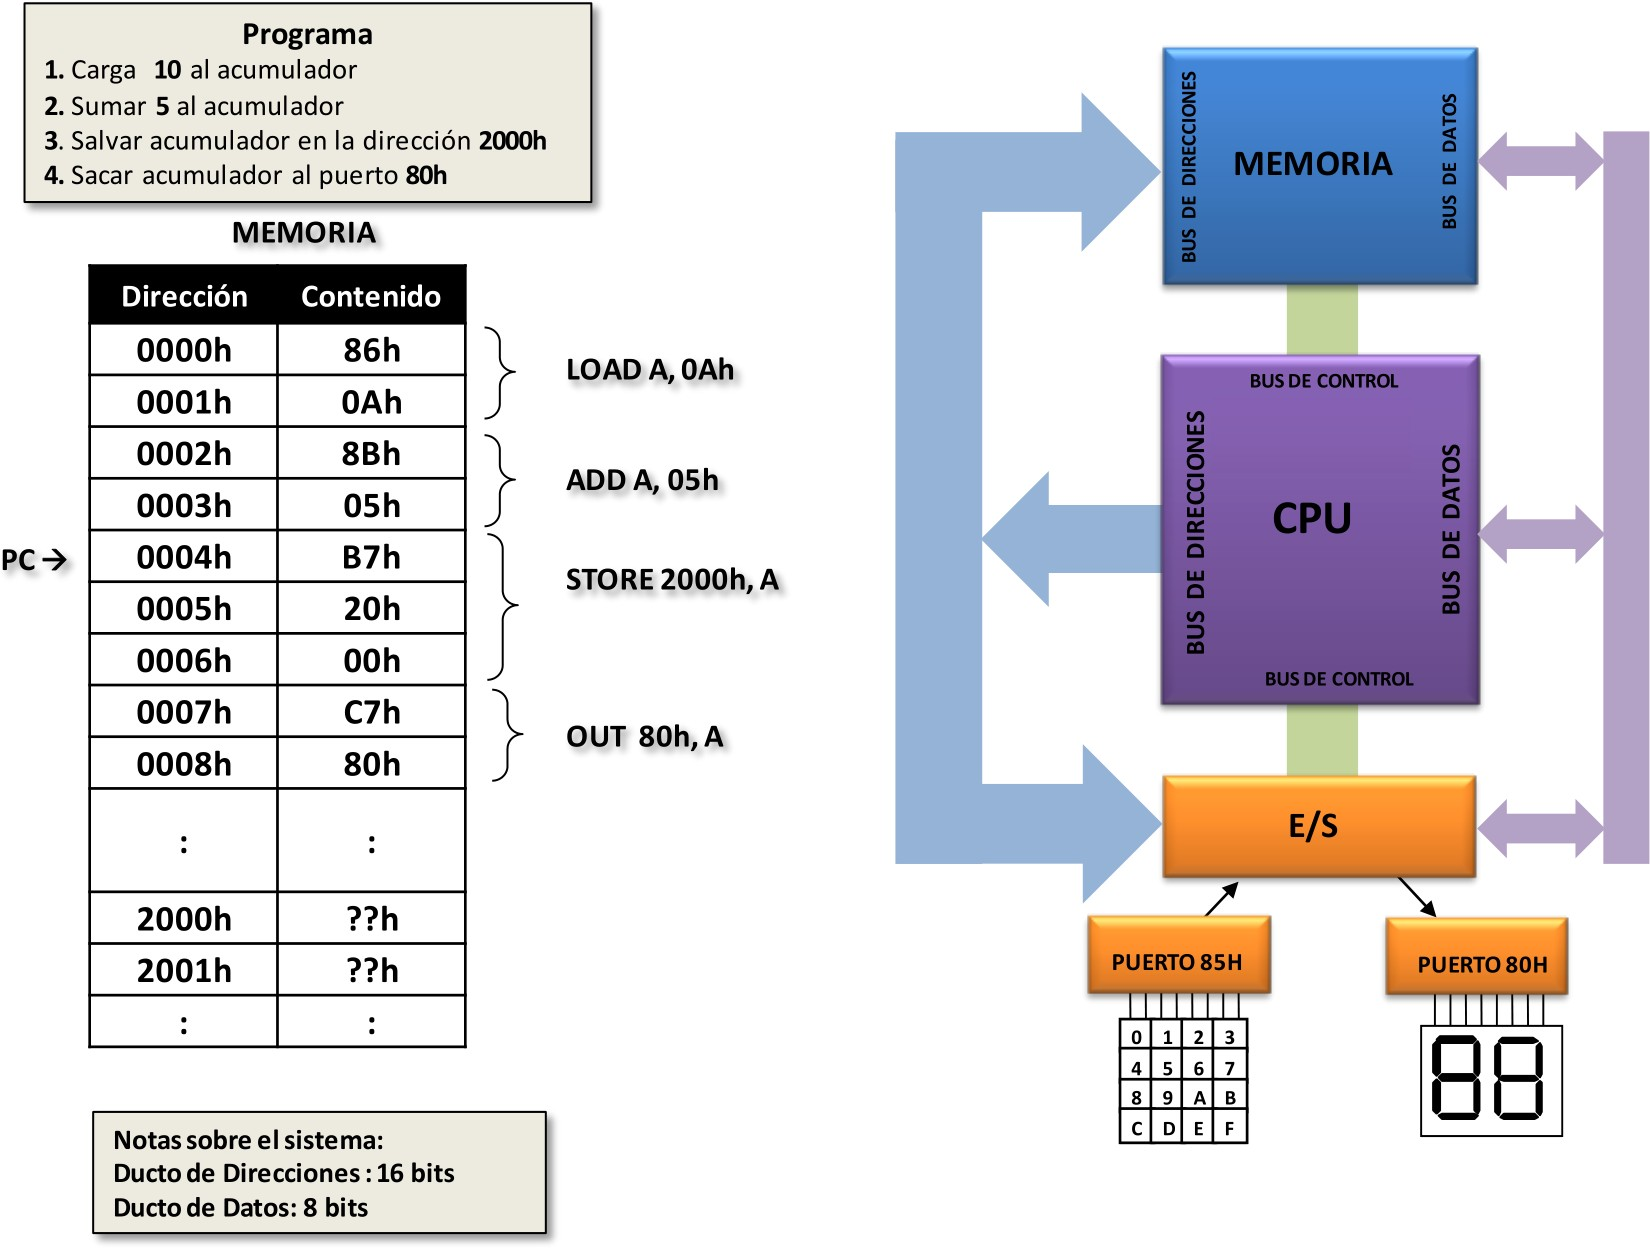 Programa
1. Carga 10 al acumulador
2. Sumar 5 al acumulador
3. Salvar acumulador en la dirección 2000h
4. Sacar acumulador al puerto 80h
MEMORIA
Dirección Contenido
0000h 86h
0001h 0Ah
LOAD A, 0Ah
0002h 8Bh
0003h 05h
ADD A, 05h
PC →
0004h B7h
0005h 20h
0006h 00h
STORE 2000h, A
0007h C7h
0008h 80h
OUT 80h, A
: :
2000h ??h
2001h ??h
: :
Notas sobre el sistema:
Ducto de Direcciones : 16 bits
Ducto de Datos: 8 bits
BUS DE DIRECCIONES
MEMORIA
BUS DE DATOS
BUS DE CONTROL
BUS DE DIRECCIONES
CPU
BUS DE DATOS
BUS DE CONTROL
E/S
PUERTO 85H
0 1 2 3
4 5 6 7
8 9 A B
C D E F
PUERTO 80H
88